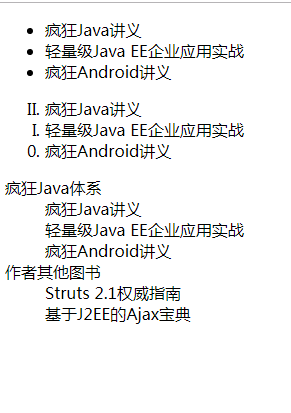 • 疯狂Java讲义
• 轻量级Java EE企业应用实战
• 疯狂Android讲义
II. 疯狂Java讲义
I. 轻量级Java EE企业应用实战
0. 疯狂Android讲义
疯狂Java体系
疯狂Java讲义
轻量级Java EE企业应用实战
疯狂Android讲义
作者其他图书
Struts 2.1权威指南
基于J2EE的Ajax宝典